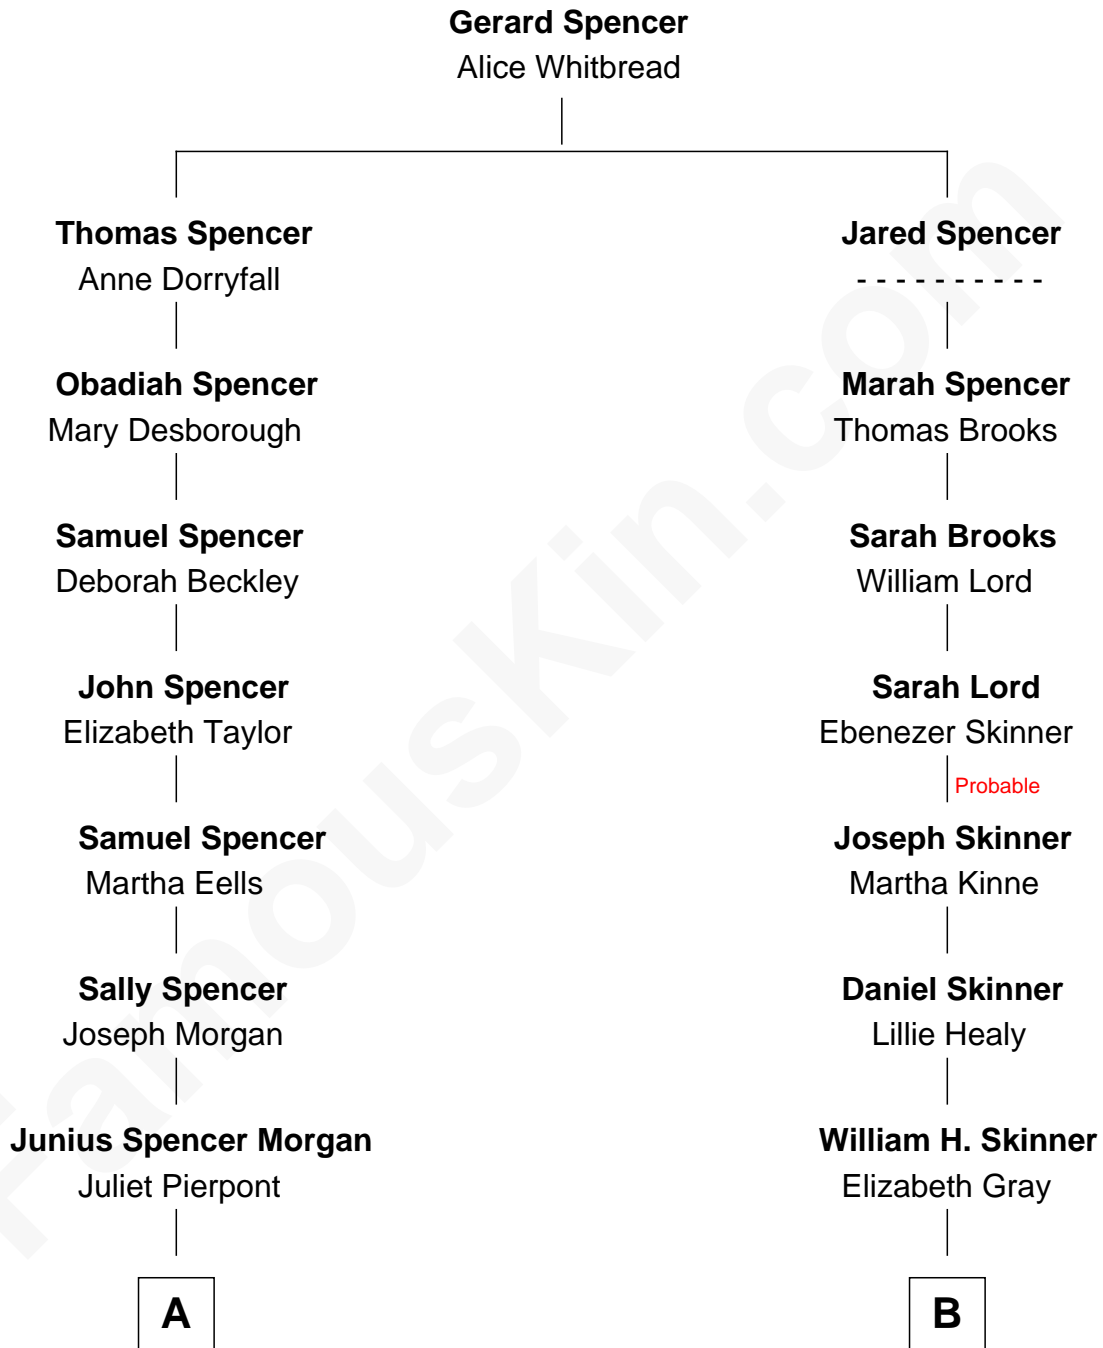 Gerard Spencer
Alice Whitbread
Thomas Spencer
Anne Dorryfall
Obadiah Spencer
Mary Desborough
Samuel Spencer
Deborah Beckley
John Spencer
Elizabeth Taylor
Samuel Spencer
Martha Eells
Sally Spencer
Joseph Morgan
Junius Spencer Morgan
Juliet Pierpont
A
Jared Spencer
- - - - - - - - - -
Marah Spencer
Thomas Brooks
Sarah Brooks
William Lord
Sarah Lord
Ebenezer Skinner
Probable
Joseph Skinner
Martha Kinne
Daniel Skinner
Lillie Healy
William H. Skinner
Elizabeth Gray
B
FamousKin.com